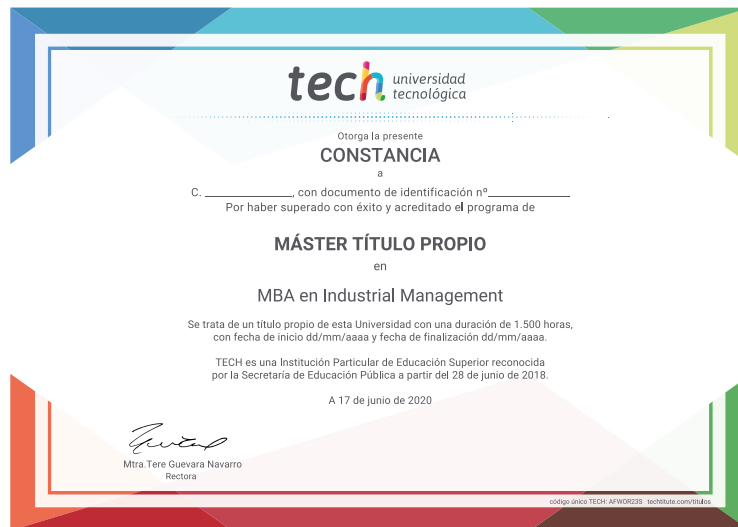 tech universidad
tecnológica
Otorga la presente
CONSTANCIA
a
C. ________________, con documento de identificación nº______________
Por haber superado con éxito y acreditado el programa de
MÁSTER TÍTULO PROPIO
en
MBA en Industrial Management
Se trata de un título propio de esta Universidad con una duración de 1.500 horas,
con fecha de inicio dd/mm/aaaa y fecha de finalización dd/mm/aaaa.
TECH es una Institución Particular de Educación Superior reconocida
por la Secretaría de Educación Pública a partir del 28 de junio de 2018.
A 17 de junio de 2020
Mtra.Tere Guevara Navarro
Rectora
código único TECH: AFWOR23S techtitute.com/titulos